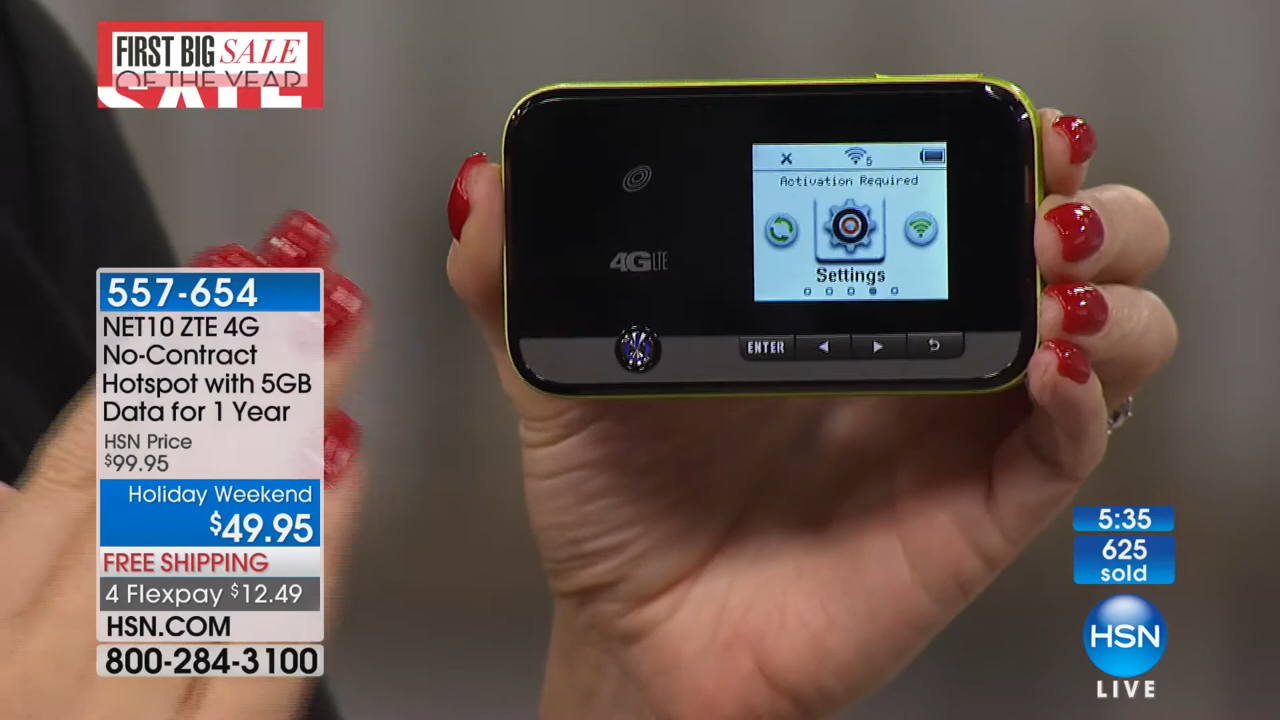 FIRST BIG SALE
OF THE YEAR
SALE
557-654
NET10 ZTE 4G
No-Contract
Hotspot with 5GB
Data for 1 Year
HSN Price
$99.95
Holiday Weekend
$49.95
FREE SHIPPING
4 Flexpay $12.49
HSN.COM
800-284-3100
5
Activation Required
Settings
4G LTE
ENTER
5:35
625
sold
HSN
LIVE